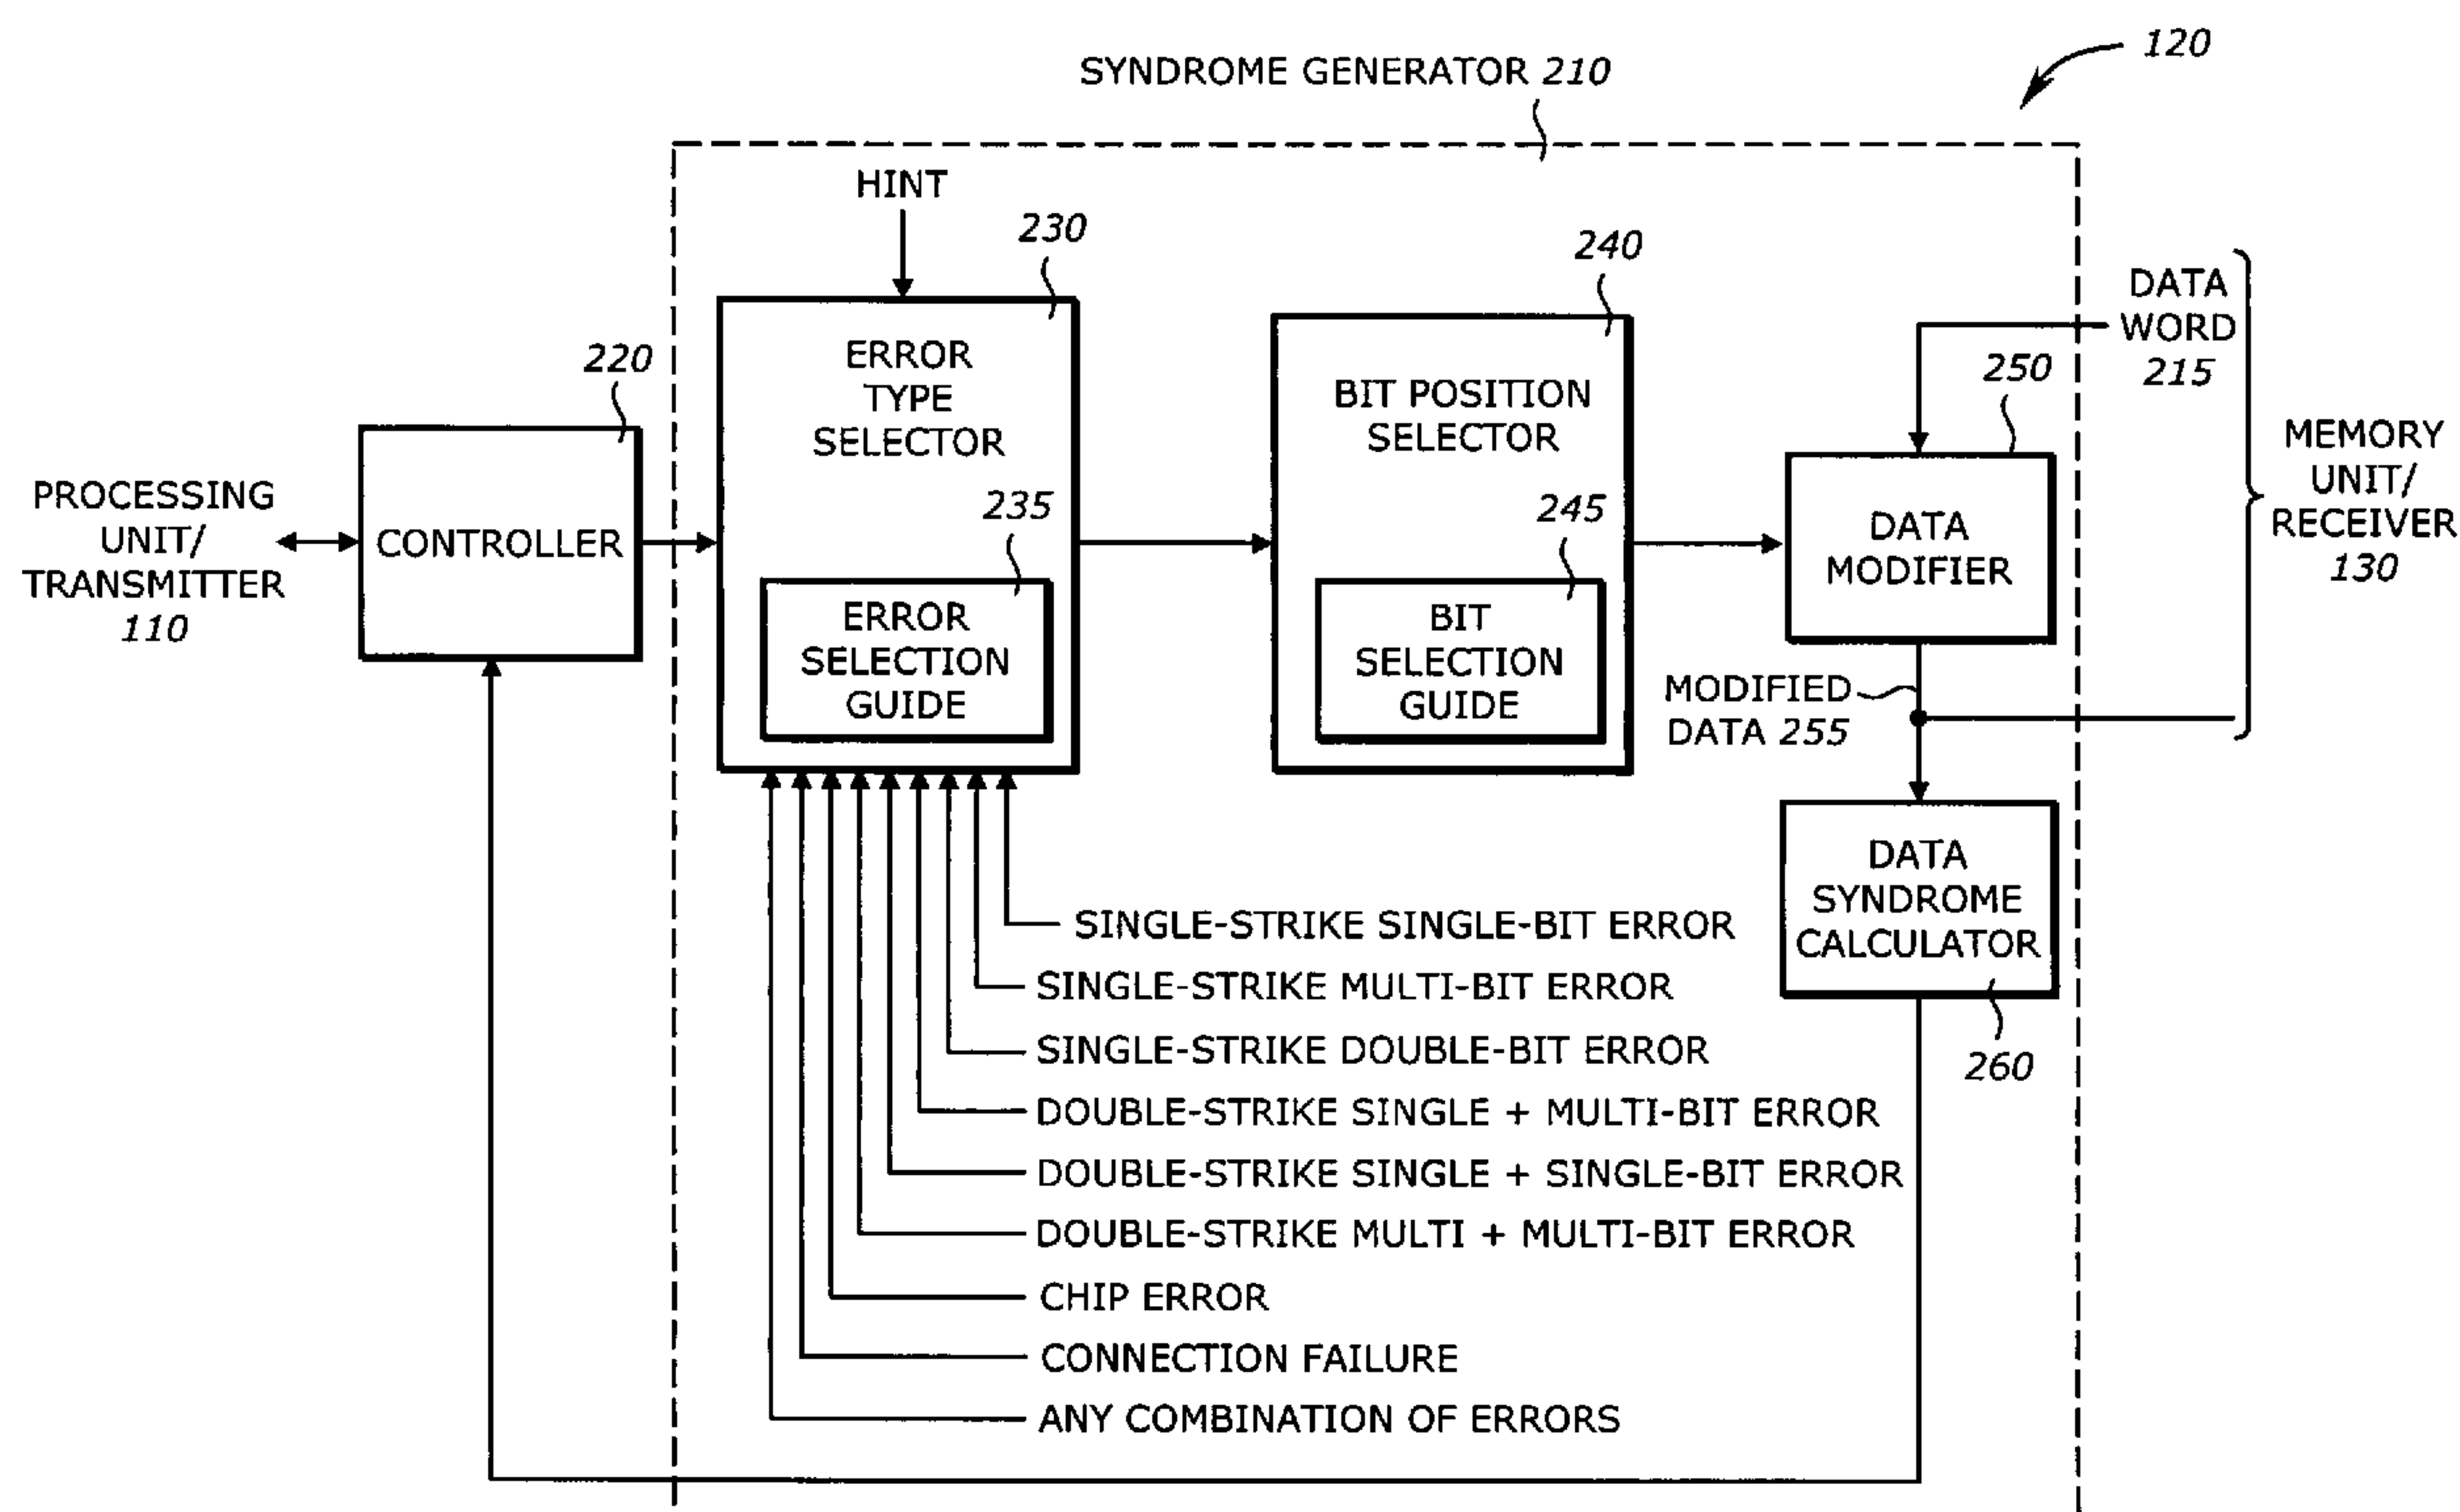 120
SYNDROME GENERATOR 210
HINT
230
240
DATA
WORD
215
220
ERROR
TYPE
SELECTOR
BIT POSITION
SELECTOR
250
MEMORY
UNIT/
RECEIVER
130
PROCESSING
UNIT/
TRANSMITTER
110
CONTROLLER
235
245
DATA
MODIFIER
ERROR
SELECTION
GUIDE
BIT
SELECTION
GUIDE
MODIFIED
DATA 255
DATA
SYNDROME
CALCULATOR
260
SINGLE-STRIKE SINGLE-BIT ERROR
SINGLE-STRIKE MULTI-BIT ERROR
SINGLE-STRIKE DOUBLE-BIT ERROR
DOUBLE-STRIKE SINGLE + MULTI-BIT ERROR
DOUBLE-STRIKE SINGLE + SINGLE-BIT ERROR
DOUBLE-STRIKE MULTI + MULTI-BIT ERROR
CHIP ERROR
CONNECTION FAILURE
ANY COMBINATION OF ERRORS